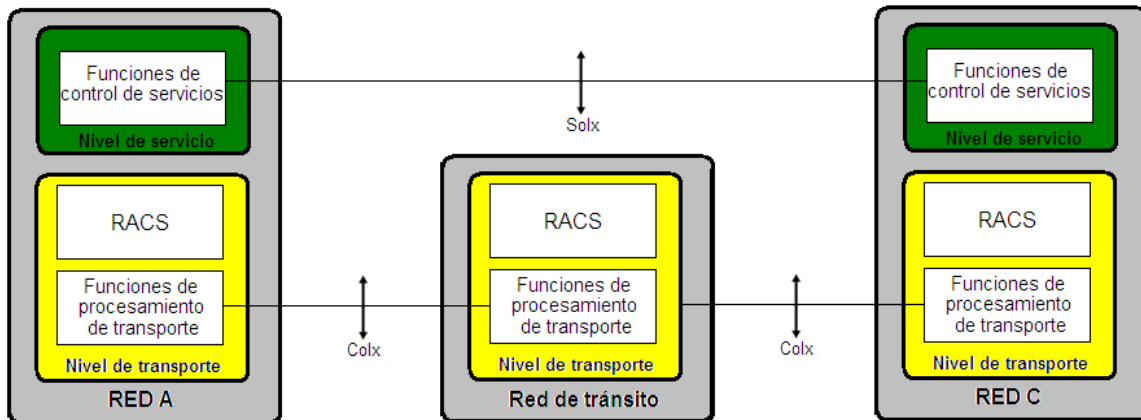 Funciones de
control de servicios
Nivel de servicio
Solx
Funciones de
control de servicios
Nivel de servicio
RACS
Funciones de
procesamiento
de transporte
Nivel de transporte
RED A
Colx
RACS
Funciones de
procesamiento
de transporte
Nivel de transporte
Red de tránsito
Colx
RACS
Funciones de
procesamiento
de transporte
Nivel de transporte
RED C